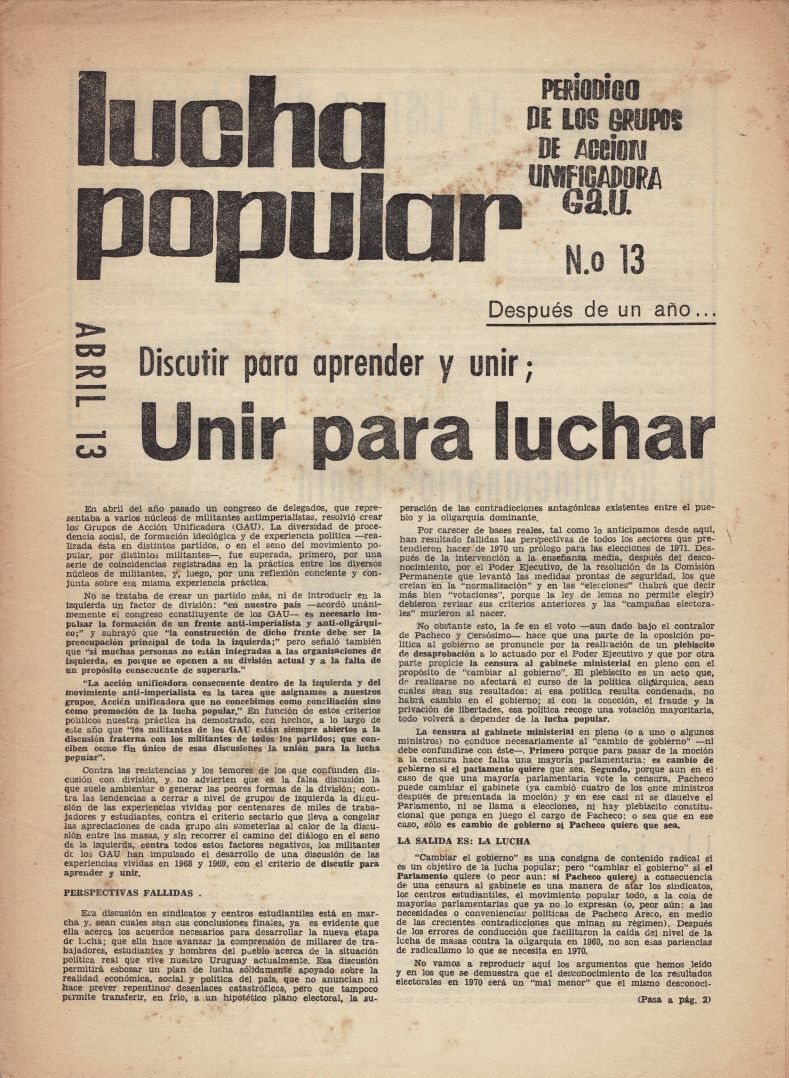 lucha
popular
PERIODICO
DE LOS GRUPOS
DE ACCION
UNIFICADORA
G.A.U.
N.o 13
Después de un año...
ABRIL 13
Discutir para aprender y unir;
Unir para luchar
En abril del año pasado un congreso de delegados, que repre-
sentaba a varios núcleos de militantes antimperialistas, resolvió crear
los Grupos de Acción Unificadora (GAU). La diversidad de proce-
dencia social, de formación ideológica y de experiencia política —rea-
lizada ésta en distintos partidos, o en el seno del movimiento po-
pular, por distintos militantes—, fue superada, primero, por una
serie de coincidencias registradas en la práctica entre los diversos
núcleos de militantes, y, luego, por una reflexión conciente y con-
junta sobre esa misma experiencia práctica.
No se trataba de crear un partido más, ni de introducir en la
izquierda un factor de división: "en nuestro país —acordó unáni-
memente el congreso constituyente de los GAU— es necesario im-
pulsar la formación de un frente anti-imperialista y anti-oligárqui-
co;" y subrayó que "la construcción de dicho frente debe ser la
preocupación principal de toda la izquierda;" pero señaló también
que "si muchas personas no están integradas a las organizaciones de
izquierda, es porque se oponen a su división actual y a la falta de
propósito consecuente de superarla."
"La acción unificadora consecuente dentro de la izquierda y del
movimiento anti-imperialista es la tarea que asignamos a nuestros
grupos. Acción unificadora que no concebimos como conciliación sino
como promoción de la lucha popular." En función de estos criterios
políticos nuestra práctica ha demostrado, con hechos, a lo largo de
este año que "los militantes de los GAU están siempre abiertos a la
discusión fraterna con los militantes de todos los partidos; que con-
ciben como fin único de esas discusiones la unión para la lucha
popular".
Contra las resistencias y los temores de los que confunden dis-
cusión con división, y no advierten que es la falsa discusión la
que suele ambientar o generar las peores formas de la división; con-
tra las tendencias a cerrar a nivel de grupos de izquierda la discu-
sión de las experiencias vividas por centenares de miles de traba-
jadores y estudiantes, contra el criterio sectario que lleva a congelar
las apreciaciones de cada grupo sin someterlas al calor de la discu-
sión entre las masas, y sin recorrer el camino del diálogo en el seno
de la izquierda, contra todos estos factores negativos, los militantes
de los GAU han impulsado el desarrollo de una discusión de las
experiencias vividas en 1968 y 1969, con el criterio de discutir para
aprender y unir.
PERSPECTIVAS FALLIDAS .
Esa discusión en sindicatos y centros estudiantiles está en mar-
cha y, sean cuales sean sus conclusiones finales, ya es evidente que
ella acerca los acuerdos necesarios para desarrollar la nueva etapa
de lucha; que ella hace avanzar la comprensión de millares de tra-
bajadores, estudiantes y hombres del pueblo acerca de la situación
política real que vive nuestro Uruguay actualmente. Esa discusión
permitirá esbozar un plan de lucha sólidamente apoyado sobre la
realidad económica, social y política del país, que no anuncian ni
hace prever repentinos desenlaces catastróficos, pero que tampoco
permite transferir, en frío, a un hipotético plano electoral, la su-
peración de las contradicciones antagónicas existentes entre el pue-
blo y la oligarquía dominante.
Por carecer de bases reales, tal como lo anticipamos desde aquí,
han resultado fallidas las perspectivas de todos los sectores que pre-
tendieron hacer de 1970 un prólogo para las elecciones de 1971. Des-
pués de la intervención a la enseñanza media, después del desco-
nocimiento, por el Poder Ejecutivo, de la resolución de la Comisión
Permanente que levantó las medidas prontas de seguridad, los que
creían en la "normalización" y en las "elecciones" (habrá que decir
más bien "votaciones", porque la ley de lemas no permite elegir)
debieron revisar sus criterios anteriores y las "campañas electora-
les" murieron al nacer.
No obstante esto, la fe en el voto —aun dado bajo el contralor
de Pacheco y Cersósimo— hace que una parte de la oposición po-
lítica al gobierno se pronuncie por la realización de un plebiscito
de desaprobación a lo actuado por el Poder Ejecutivo y que por otra
parte propicie la censura al gabinete ministerial en pleno con el
propósito de "cambiar el gobierno". El plebiscito es un acto que,
de realizarse no afectará el curso de la política oligárquica, sean
cuales sean sus resultados: si esa política resulta condenada, no
habrá cambio en el gobierno; si con la coacción, el fraude y la
privación de libertades, esa política recoge una votación mayoritaria,
todo volverá a depender de la lucha popular.
La censura al gabinete ministerial en pleno (o a uno o algunos
ministros) no conduce necesariamente al "cambio de gobierno" —ni
debe confundirse con éste—. Primero porque para pasar de la moción
a la censura hace falta una mayoría parlamentaria: es cambio de
gobierno si el parlamento quiere que sea. Segundo, porque aun en el
caso de que una mayoría parlamentaria vote la censura, Pacheco
puede cambiar el gabinete (ya cambió cuatro de los once ministros
después de presentada la moción) y en ese caso ni se disuelve el
Parlamento, ni se llama a elecciones, ni hay plebiscito constitu-
cional que ponga en juego el cargo de Pacheco: o sea que en ese
caso, sólo es cambio de gobierno si Pacheco quiere que sea.
LA SALIDA ES: LA LUCHA
"Cambiar el gobierno" es una consigna de contenido radical si
es un objetivo de la lucha popular; pero "cambiar el gobierno" si el
Parlamento quiere (o peor aun: si Pacheco quiere) a consecuencia
de una censura al gabinete es una manera de atar los sindicatos,
los centros estudiantiles, el movimiento popular todo, a la cola de
mayorías parlamentarias que ya no lo expresan (o, peor aún: a las
necesidades o conveniencias políticas de Pacheco Areco, en medio
de las crecientes contradicciones que minan su régimen). Después
de los errores de conducción que facilitaron la caída del nivel de la
lucha de masas contra la oligarquía en 1969, no son esas pariencias
de radicalismo lo que se necesita en 1970.
No vamos a reproducir aquí los argumentos que hemos leído
y en los que se demuestra que el desconocimiento de los resultados
electorales en 1970 será un "mal menor" que el mismo desconoci-
(Pasa a pág. 2)